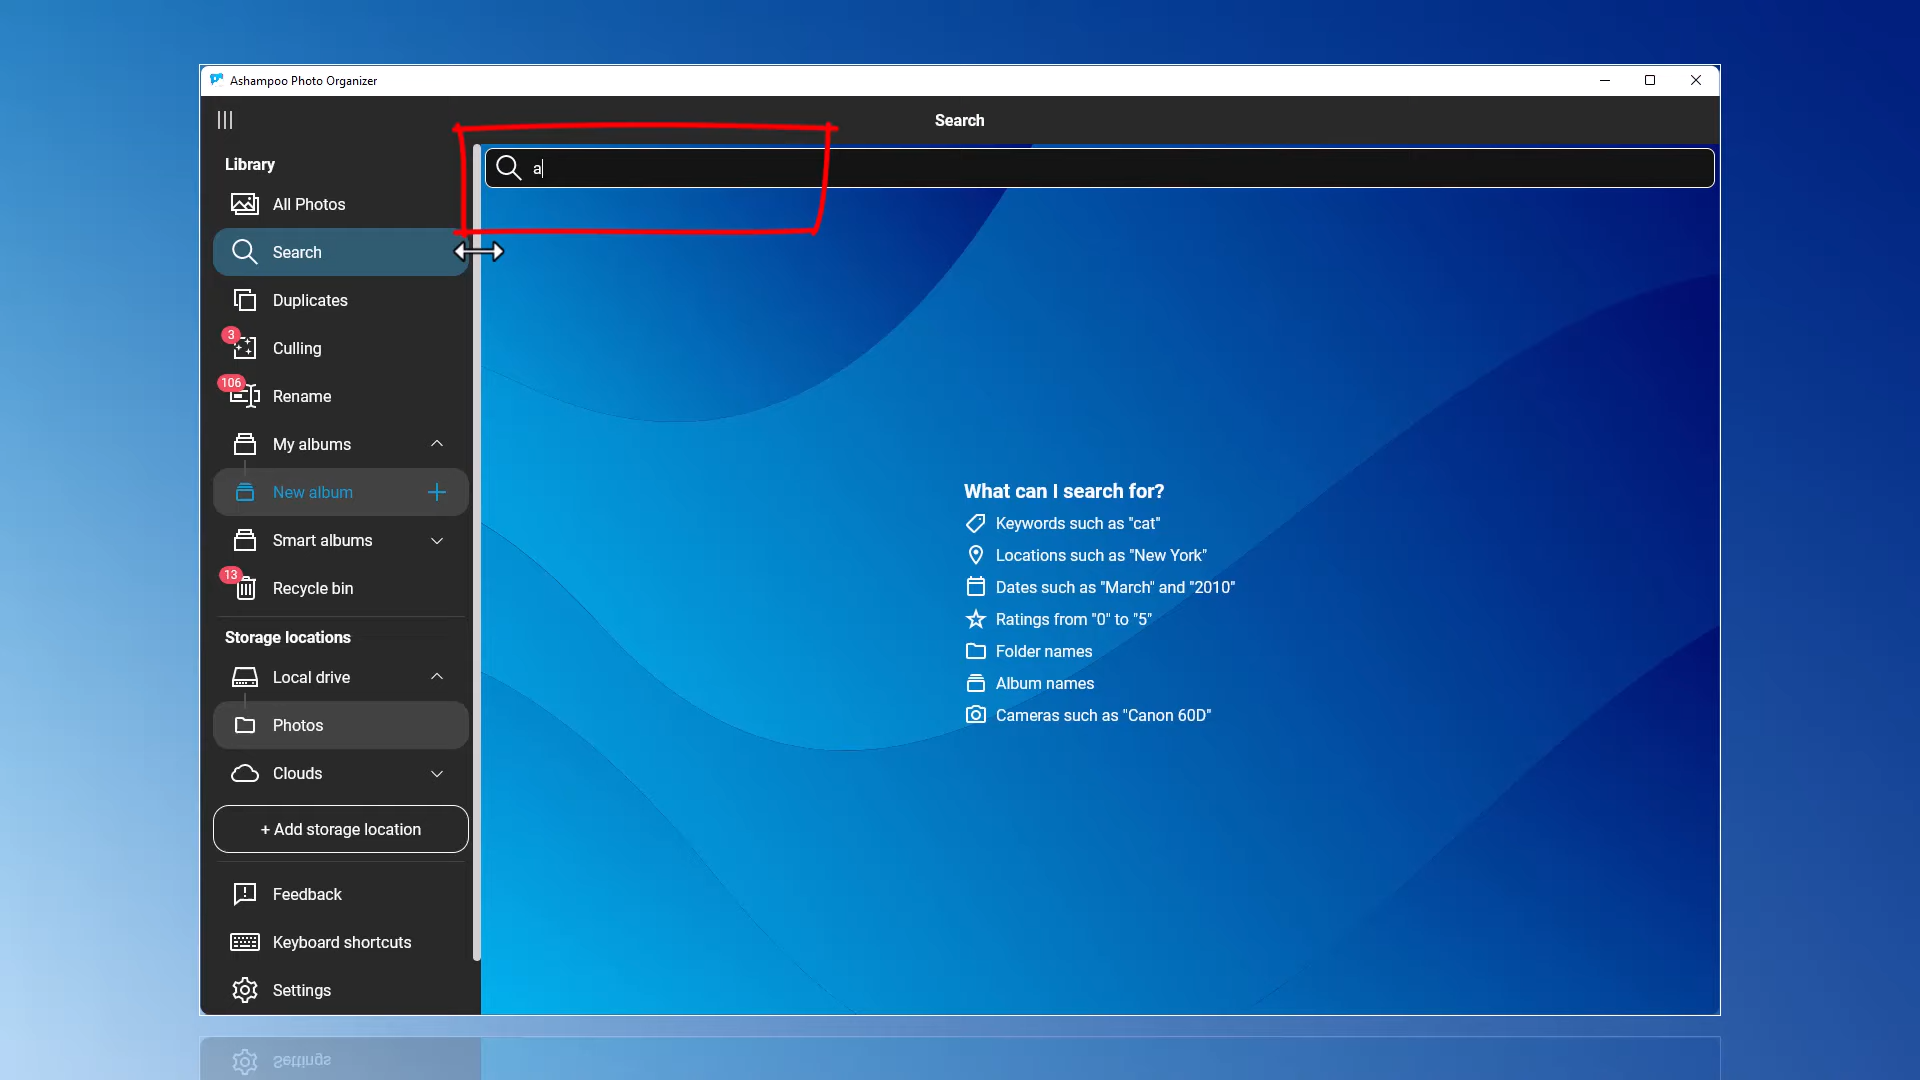 Ashampoo Photo Organizer
Search
a
Library
All Photos
Search
Duplicates
3
Culling
106
Rename
My albums
New album
Smart albums
13
Recycle bin
Storage locations
Local drive
Photos
Clouds
+ Add storage location
Feedback
Keyboard shortcuts
Settings
What can I search for?
Keywords such as "cat"
Locations such as "New York"
Dates such as "March" and "2010"
Ratings from "0" to "5"
Folder names
Album names
Cameras such as "Canon 60D"
Settings